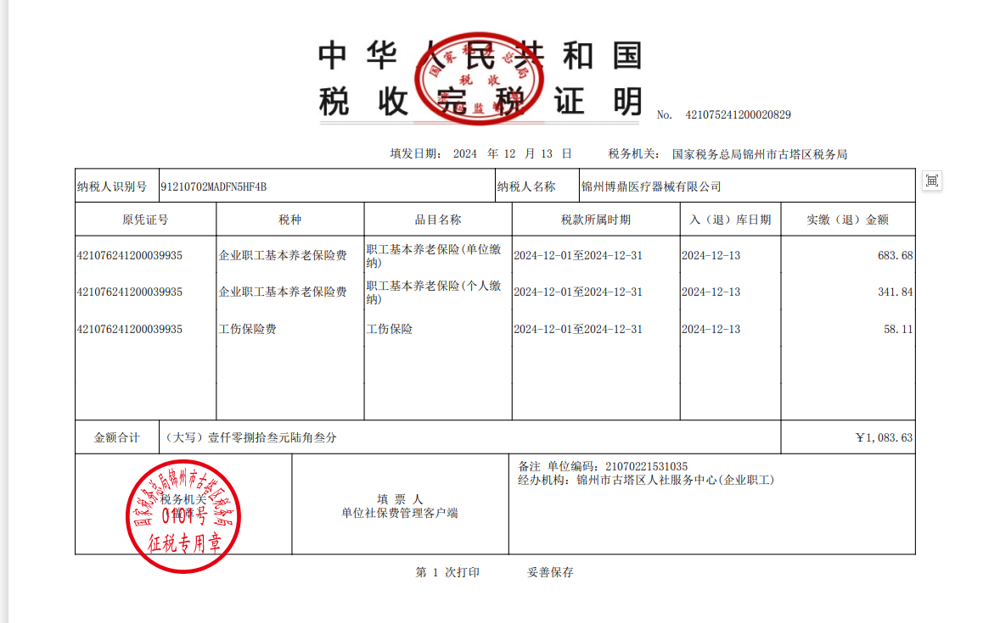 中华人民共和国
税收完税证明
国家税务总局
税收
No. 421075241200020829
填发日期： 2024 年 12 月 13 日 税务机关： 国家税务总局锦州市古塔区税务局
纳税人识别号 91210702MADFN5HF4B 纳税人名称 锦州博鼎医疗器械有限公司
原凭证号 税种 品目名称 税款所属时期 入（退）库日期 实缴（退）金额
421076241200039935 企业职工基本养老保险费 职工基本养老保险(单位缴 2024-12-01至2024-12-31 2024-12-13 683.68
纳)
421076241200039935 企业职工基本养老保险费 职工基本养老保险(个人缴 2024-12-01至2024-12-31 2024-12-13 341.84
纳)
421076241200039935 工伤保险费 工伤保险 2024-12-01至2024-12-31 2024-12-13 58.11
金额合计 （大写）壹仟零捌拾叁元陆角叁分 ￥1,083.63
国家税务总局锦州市古塔区税务局
税务机关
（盖章）
0101号
征税专用章
填 票 人
单位社保费管理客户端
备注 单位编码：21070221531035
经办机构：锦州市古塔区人社服务中心(企业职工)
第 1 次打印 妥善保存